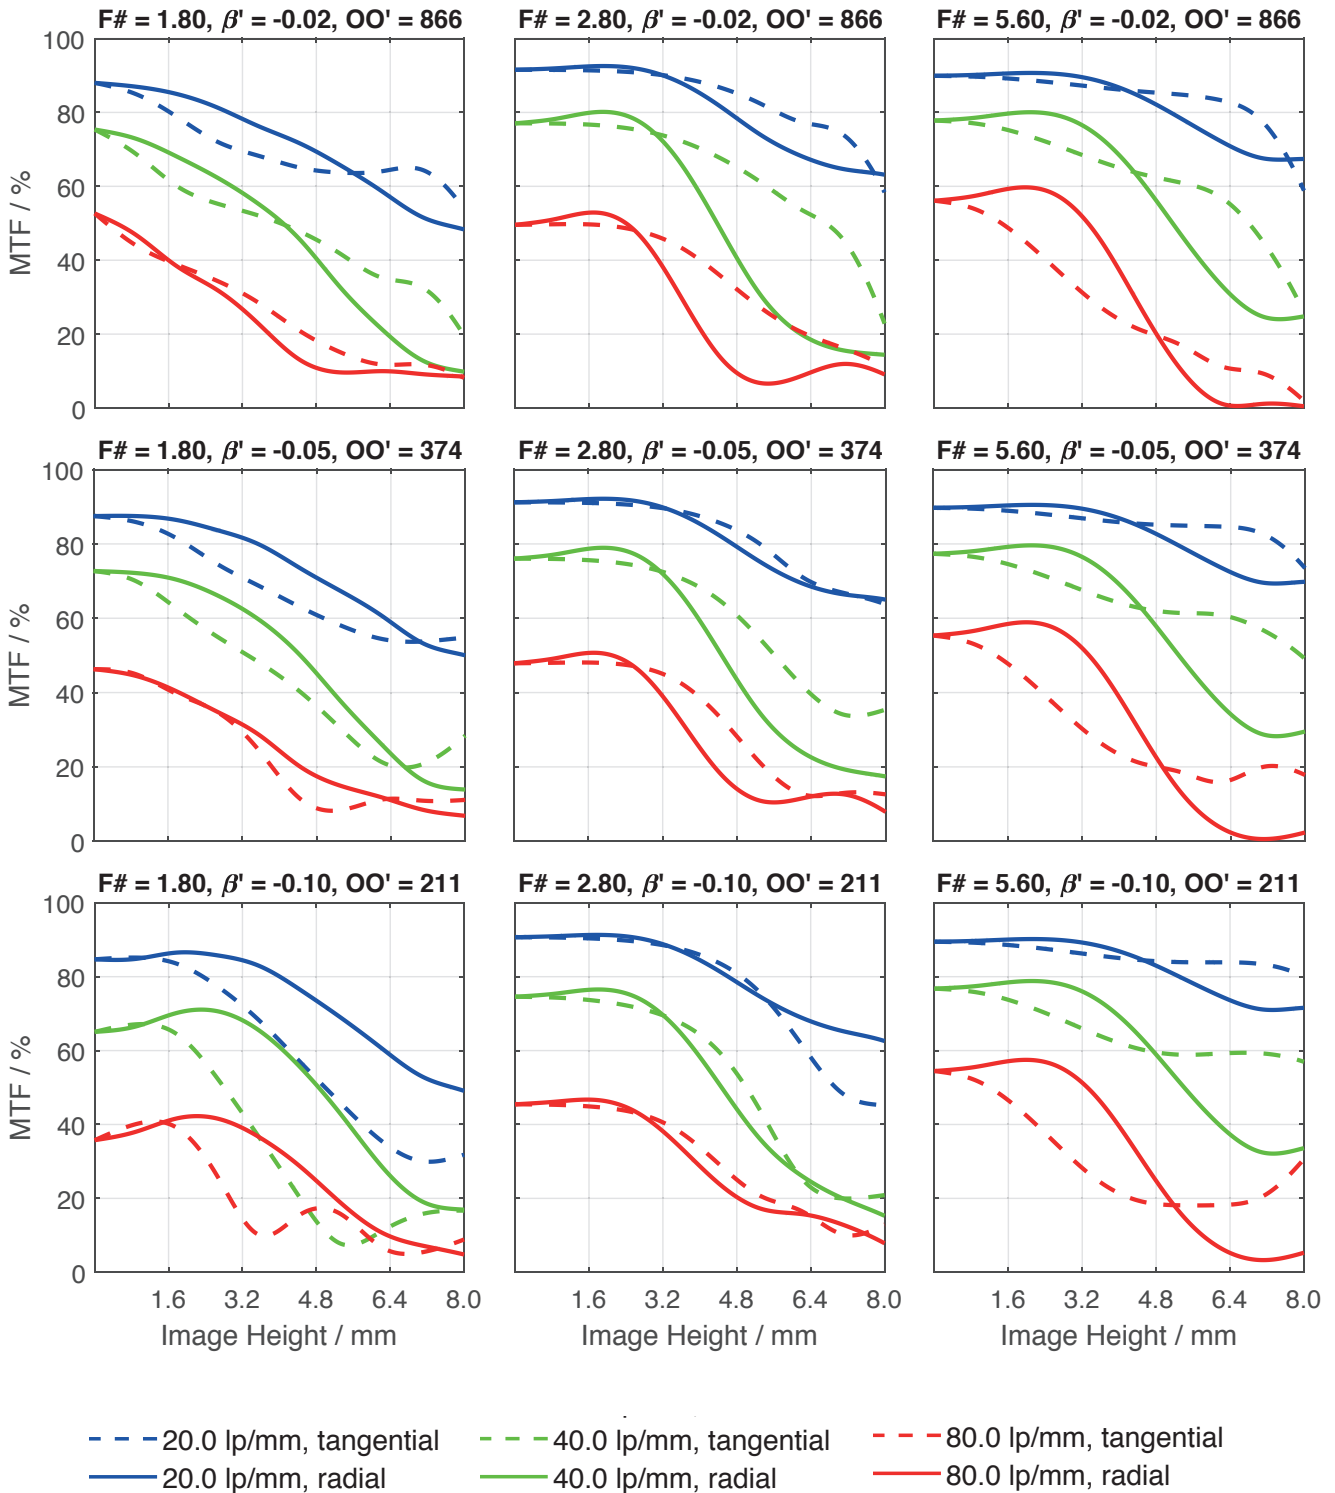 F# = 1.80, β' = -0.02, OO' = 866
F# = 2.80, β' = -0.02, OO' = 866
F# = 5.60, β' = -0.02, OO' = 866
100
80
60
40
20
0
MTF / %
F# = 1.80, β' = -0.05, OO' = 374
F# = 2.80, β' = -0.05, OO' = 374
F# = 5.60, β' = -0.05, OO' = 374
100
80
60
40
20
0
MTF / %
F# = 1.80, β' = -0.10, OO' = 211
F# = 2.80, β' = -0.10, OO' = 211
F# = 5.60, β' = -0.10, OO' = 211
100
80
60
40
20
0
MTF / %
1.6 3.2 4.8 6.4 8.0
1.6 3.2 4.8 6.4 8.0
1.6 3.2 4.8 6.4 8.0
Image Height / mm
Image Height / mm
Image Height / mm
20.0 lp/mm, tangential
40.0 lp/mm, tangential
80.0 lp/mm, tangential
20.0 lp/mm, radial
40.0 lp/mm, radial
80.0 lp/mm, radial